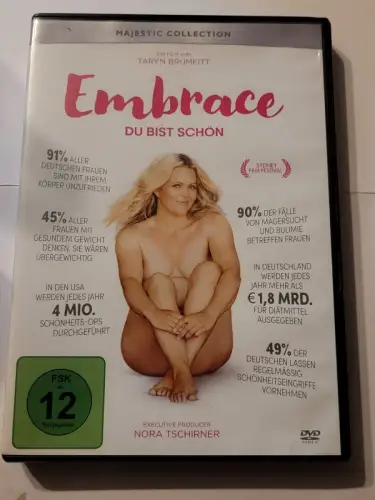 MAJESTIC COLLECTION
EIN FILM VON
TARYN BRUMFITT
Embrace
DU BIST SCHÖN
91% ALLER
DEUTSCHEN FRAUEN
SIND MIT IHREM
KÖRPER UNZUFRIEDEN
SYDNEY
FILM FESTIVAL
45% ALLER
FRAUEN MIT
GESUNDEM GEWICHT
DENKEN, SIE WÄREN
ÜBERGEWICHTIG
90% DER FÄLLE
VON MAGERSUCHT
UND BULIMIE
BETREFFEN FRAUEN
IN DEN USA
WERDEN JEDES JAHR
4 MIO.
SCHÖNHEITS-OPS
DURCHGEFÜHRT
IN DEUTSCHLAND
WERDEN JEDES
JAHR MEHR ALS
€ 1,8 MRD.
FÜR DIÄTMITTEL
AUSGEGEBEN
49% DER
DEUTSCHEN LASSEN
REGELMÄSSIG
SCHÖNHEITSEINGRIFFE
VORNEHMEN
FSK
12
EXECUTIVE PRODUCER
NORA TSCHIRNER
DVD